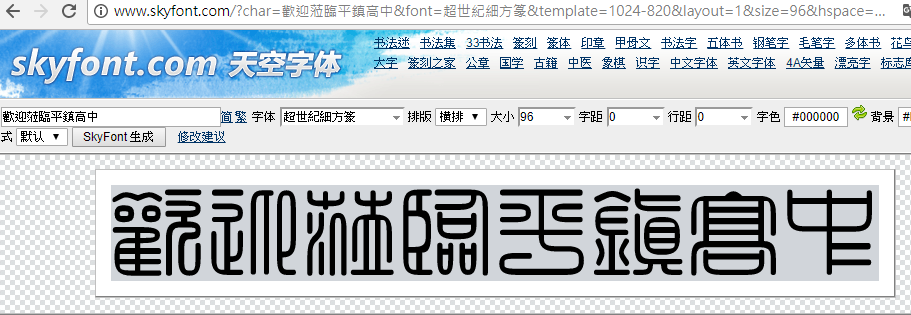 www.skyfont.com/?char=歡迎蒞臨平鎮高中&font=超世紀細方篆&template=1024-820&layout=1&size=96&hspace=...
skyfont.com 天空字体
书法迷 书法集 33书法 篆刻 篆体 印章 甲骨文 书法字 五体书 钢笔字 毛笔字 多体书 花鸟
大字 篆刻之家 公章 国学 古籍 中医 象棋 识字 中文字体 英文字体 4A矢量 漂亮字 标志库
歡迎蒞臨平鎮高中 简 繁 字体 超世紀細方篆 排版 橫排 大小 96 字距 0 行距 0 字色 #000000 背景
式 默认 SkyFont 生成 修改建议
歡迎蒞臨平鎮高中